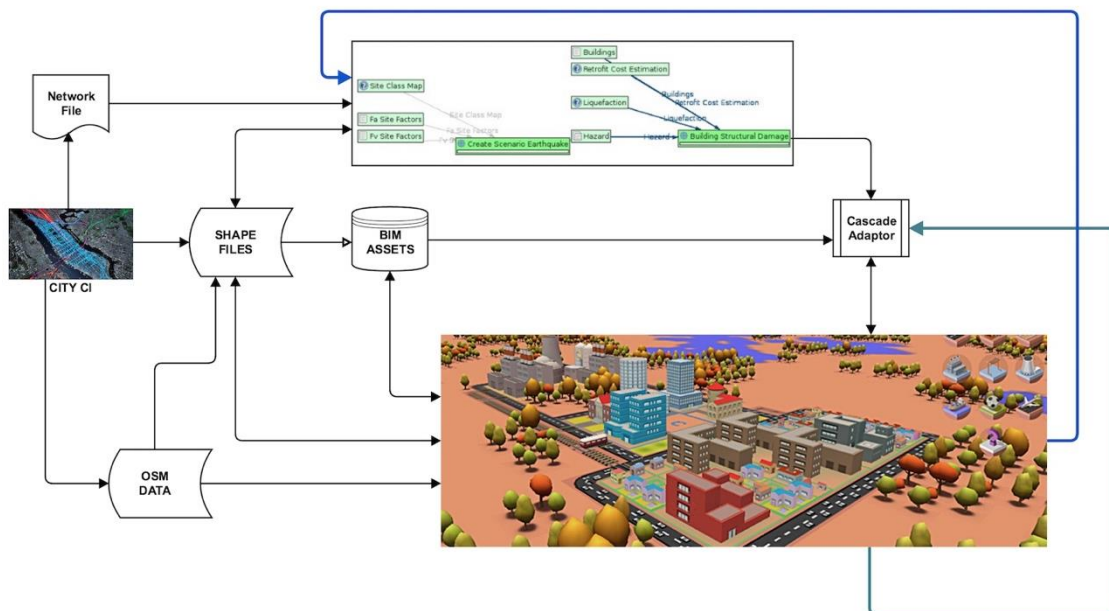 Network
File
Site Class Map
Fa Site Factors
Fv Site Factors
Site Class Map
Fa Site Factors
Create Scenario Earthquake
Buildings
Retrofit Cost Estimation
Buildings
Retrofit Cost Estimation
Liquefaction
Liquefaction
Hazard
Hazard
Building Structural Damage
CITY CI
SHAPE
FILES
BIM
ASSETS
Cascade
Adaptor
OSM
DATA